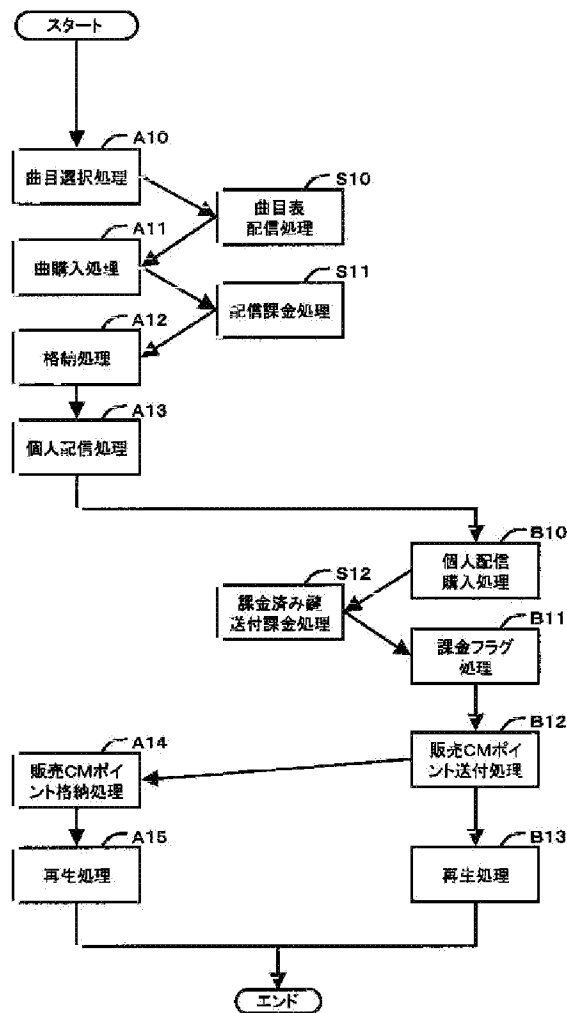 スタート
A10
曲目選択処理
S10
曲目表
配信処理
A11
曲購入処理
S11
配信課金処理
A12
格納処理
A13
個人配信処理
B10
個人配信
購入処理
S12
課金済み鍵
送付課金処理
B11
課金フラグ
処理
B12
販売CMポイ
ント送付処理
A14
販売CMポイ
ント格納処理
A15
再生処理
B13
再生処理
エンド